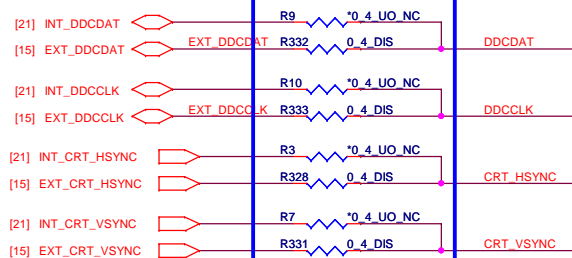 [21] INT_DDCDAT R9 *0_4_UO_NC
[15] EXT_DDCDAT EXT_DDCDAT R332 0_4_DIS DDCDAT
[21] INT_DDCCLK R10 *0_4_UO_NC
[15] EXT_DDCCLK EXT_DDCCLK R333 0_4_DIS DDCCLK
[21] INT_CRT_HSYNC R3 *0_4_UO_NC
[15] EXT_CRT_HSYNC R328 0_4_DIS CRT_HSYNC
[21] INT_CRT_VSYNC R7 *0_4_UO_NC
[15] EXT_CRT_VSYNC R331 0_4_DIS CRT_VSYNC